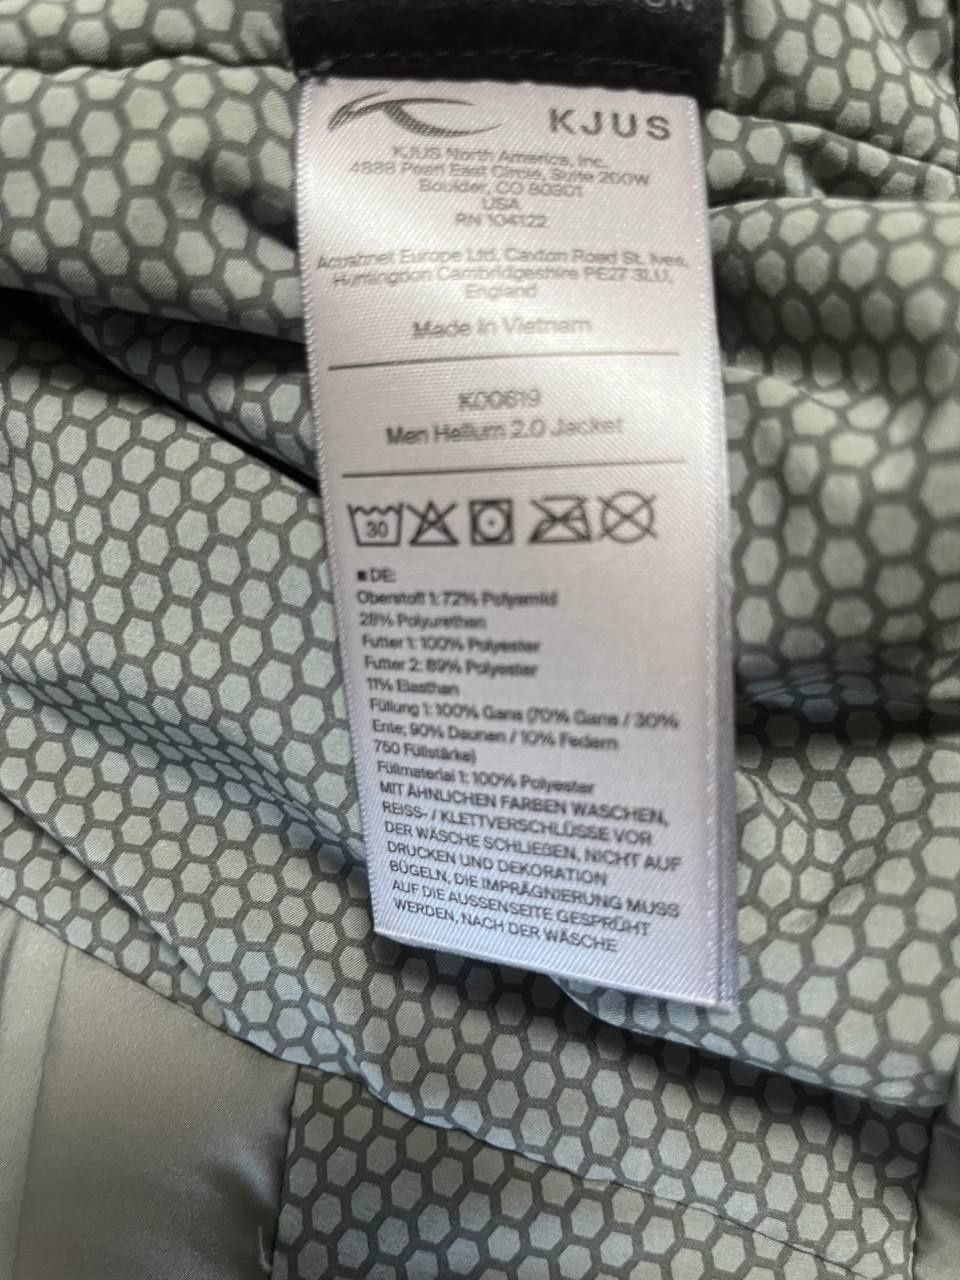 KJUS
KJUS North America, Inc.
4888 Pearl East Circle, Suite 200W
Boulder, CO 80301
USA
RN 104122
Acushnet Europe Ltd. Caxton Road St. Ives,
Huntingdon Cambridgeshire PE27 3LU,
England
Made in Vietnam
K00619
Men Helium 2.0 Jacket
30
DE:
Oberstoff 1: 72% Polyamid
28% Polyurethan
Futter 1: 100% Polyester
Futter 2: 89% Polyester
11% Elasthan
Füllung 1: 100% Gans (70% Gans / 30%
Ente; 90% Daunen / 10% Federn
750 Füllstärke)
Füllmaterial 1: 100% Polyester
MIT ÄHNLICHEN FARBEN WASCHEN,
REISS- / KLETTVERSCHLÜSSE VOR
DER WÄSCHE SCHLIEßEN, NICHT AUF
DRUCKEN UND DEKORATION
BÜGELN, DIE IMPRÄGNIERUNG MUSS
AUF DIE AUSSENSEITE GESPRÜHT
WERDEN, NACH DER WÄSCHE